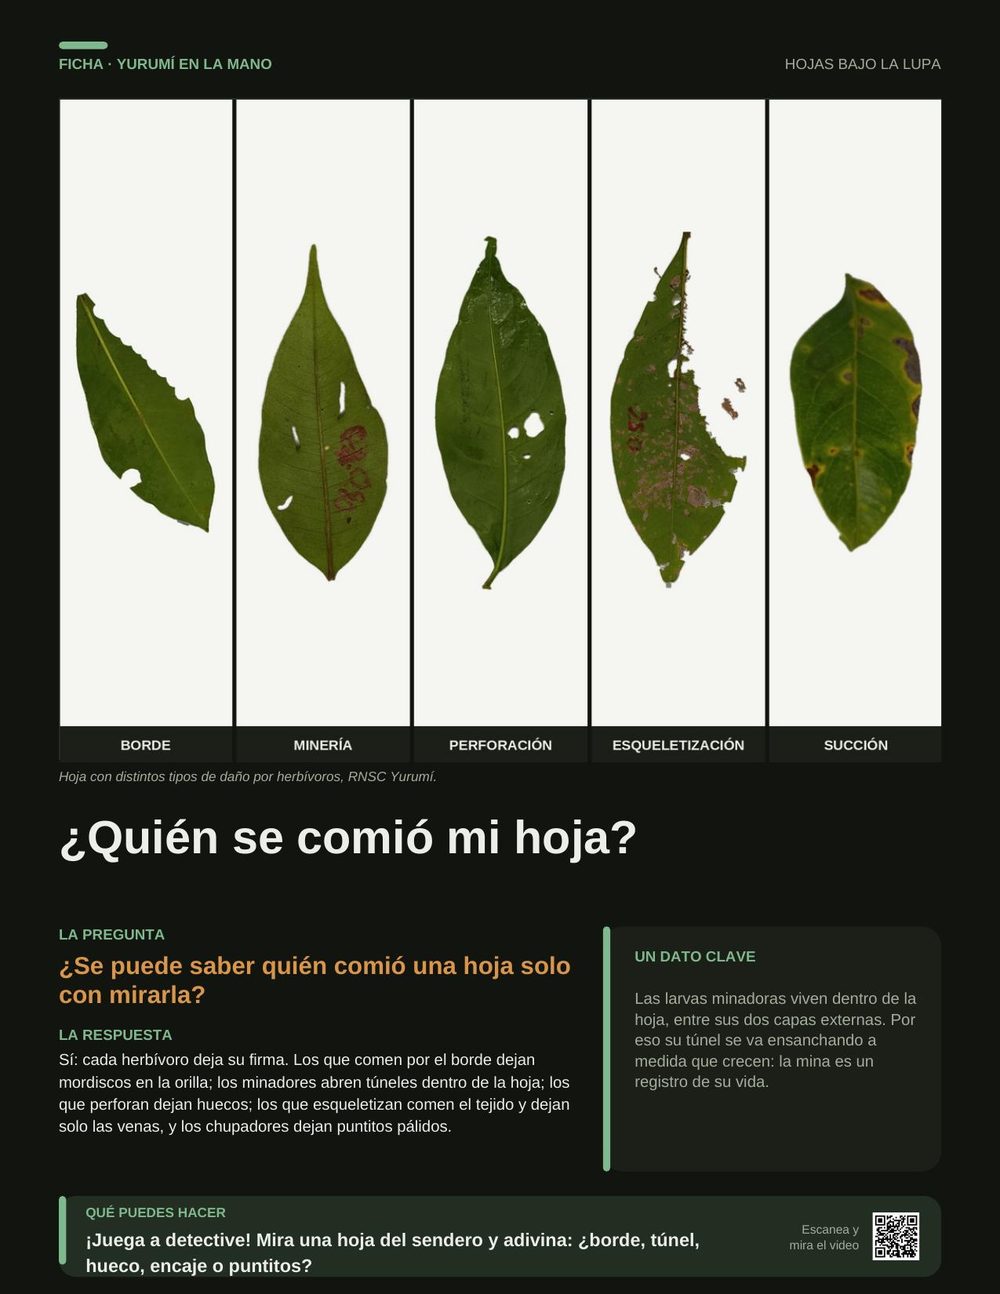 FICHA · YURUMÍ EN LA MANO
HOJAS BAJO LA LUPA
BORDE
MINERÍA
PERFORACIÓN
ESQUELETIZACIÓN
SUCCIÓN
Hoja con distintos tipos de daño por herbívoros, RNSC Yurumí.
¿Quién se comió mi hoja?
LA PREGUNTA
¿Se puede saber quién comió una hoja solo
con mirarla?
LA RESPUESTA
Sí: cada herbívoro deja su firma. Los que comen por el borde dejan
mordiscos en la orilla; los minadores abren túneles dentro de la hoja; los
que perforan dejan huecos; los que esqueletizan comen el tejido y dejan
solo las venas, y los chupadores dejan puntitos pálidos.
UN DATO CLAVE
Las larvas minadoras viven dentro de la
hoja, entre sus dos capas externas. Por
eso su túnel se va ensanchando a
medida que crecen: la mina es un
registro de su vida.
QUÉ PUEDES HACER
¡Juega a detective! Mira una hoja del sendero y adivina: ¿borde, túnel,
hueco, encaje o puntitos?
Escanea y
mira el video